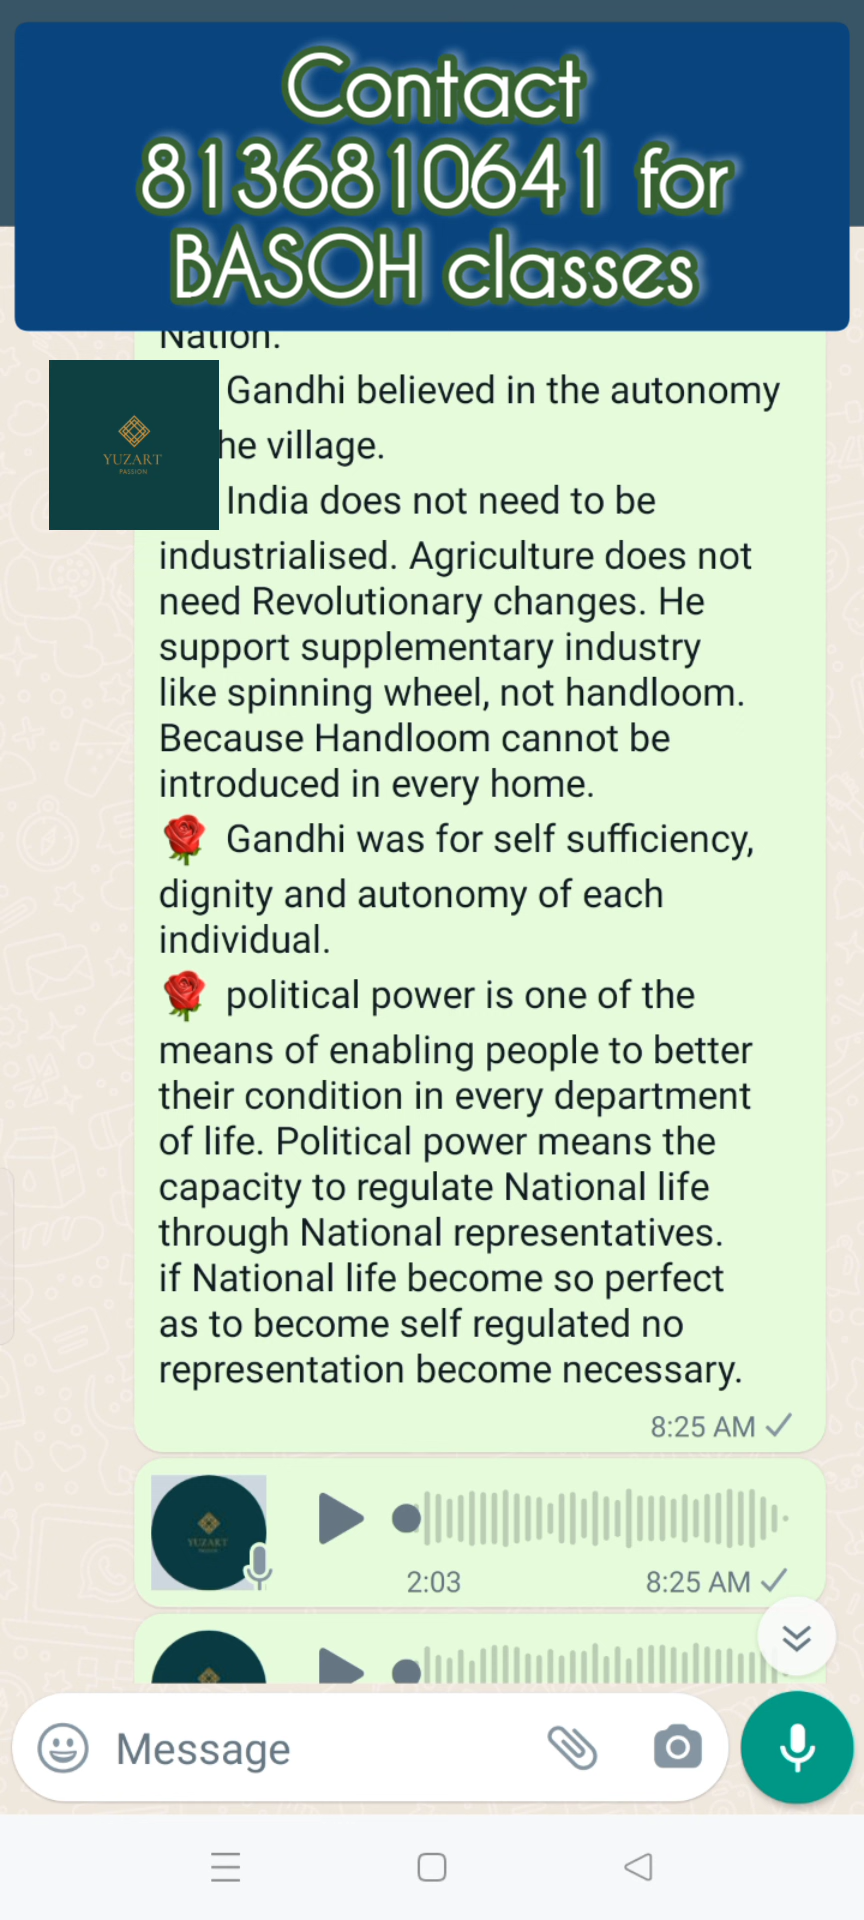 Contact
8136810641 for
BASOH classes
Nation.
Gandhi believed in the autonomy
he village.
YUZART
PASSION
India does not need to be
industrialised. Agriculture does not
need Revolutionary changes. He
support supplementary industry
like spinning wheel, not handloom.
Because Handloom cannot be
introduced in every home.
🌹 Gandhi was for self sufficiency,
dignity and autonomy of each
individual.
🌹 political power is one of the
means of enabling people to better
their condition in every department
of life. Political power means the
capacity to regulate National life
through National representatives.
if National life become so perfect
as to become self regulated no
representation become necessary.
8:25 AM
YUZART
2:03 8:25 AM
Message